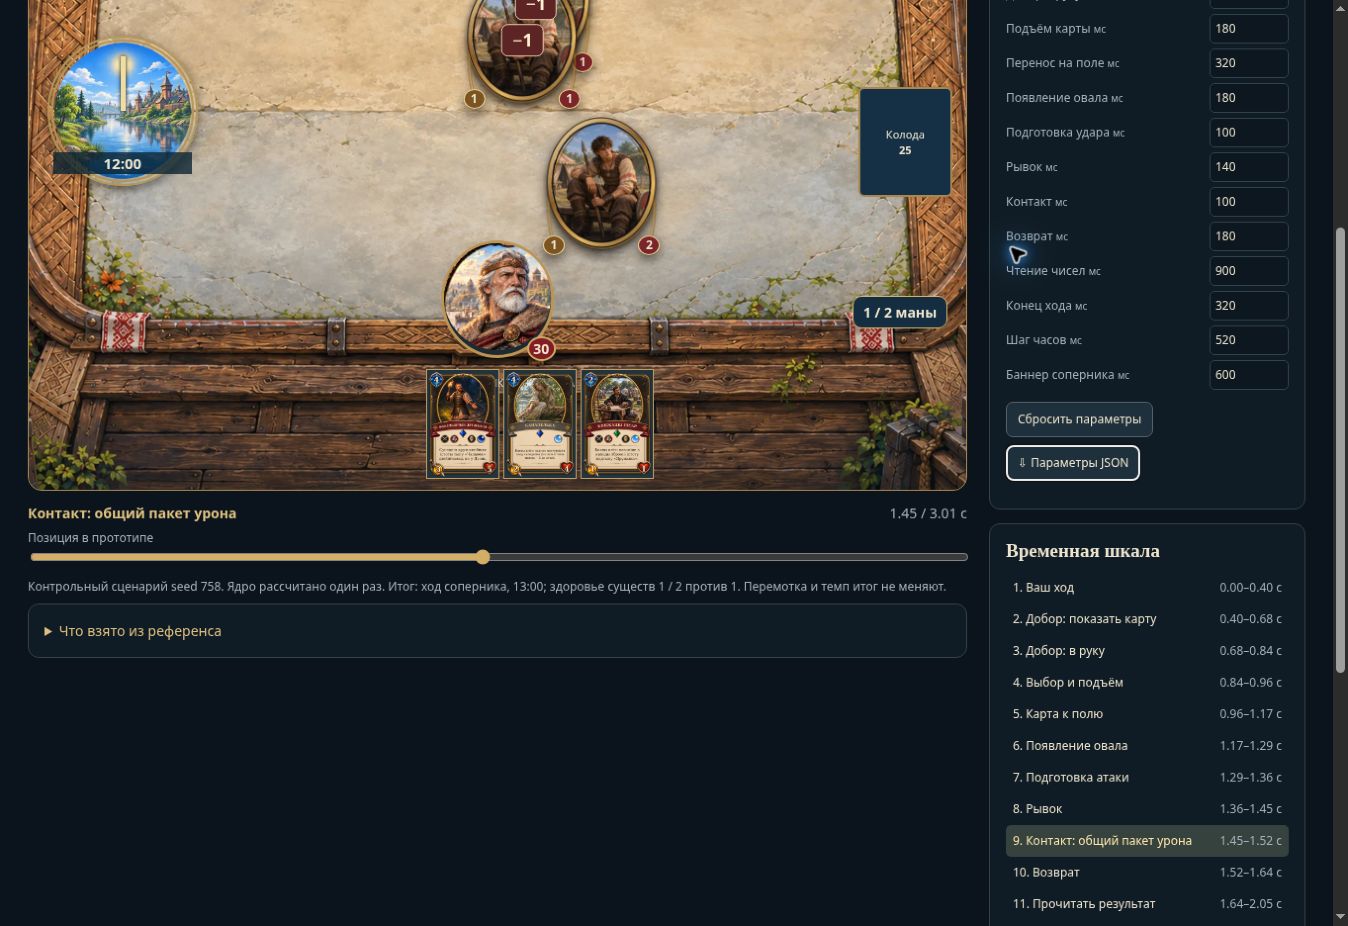 −1
−1
1
1
1
12:00
Колода
25
1
2
1 / 2 маны
30
4
4
2
Контакт: общий пакет урона
1.45 / 3.01 с
Позиция в прототипе
Контрольный сценарий seed 758. Ядро рассчитано один раз. Итог: ход соперника, 13:00; здоровье существ 1 / 2 против 1. Перемотка и темп итог не меняют.
▶ Что взято из референса
Подъём карты мс 180
Перенос на поле мс 320
Появление овала мс 180
Подготовка удара мс 100
Рывок мс 140
Контакт мс 100
Возврат мс 180
Чтение чисел мс 900
Конец хода мс 320
Шаг часов мс 520
Баннер соперника мс 600
Сбросить параметры
⇩ Параметры JSON
Временная шкала
1. Ваш ход 0.00–0.40 с
2. Добор: показать карту 0.40–0.68 с
3. Добор: в руку 0.68–0.84 с
4. Выбор и подъём 0.84–0.96 с
5. Карта к полю 0.96–1.17 с
6. Появление овала 1.17–1.29 с
7. Подготовка атаки 1.29–1.36 с
8. Рывок 1.36–1.45 с
9. Контакт: общий пакет урона 1.45–1.52 с
10. Возврат 1.52–1.64 с
11. Прочитать результат 1.64–2.05 с